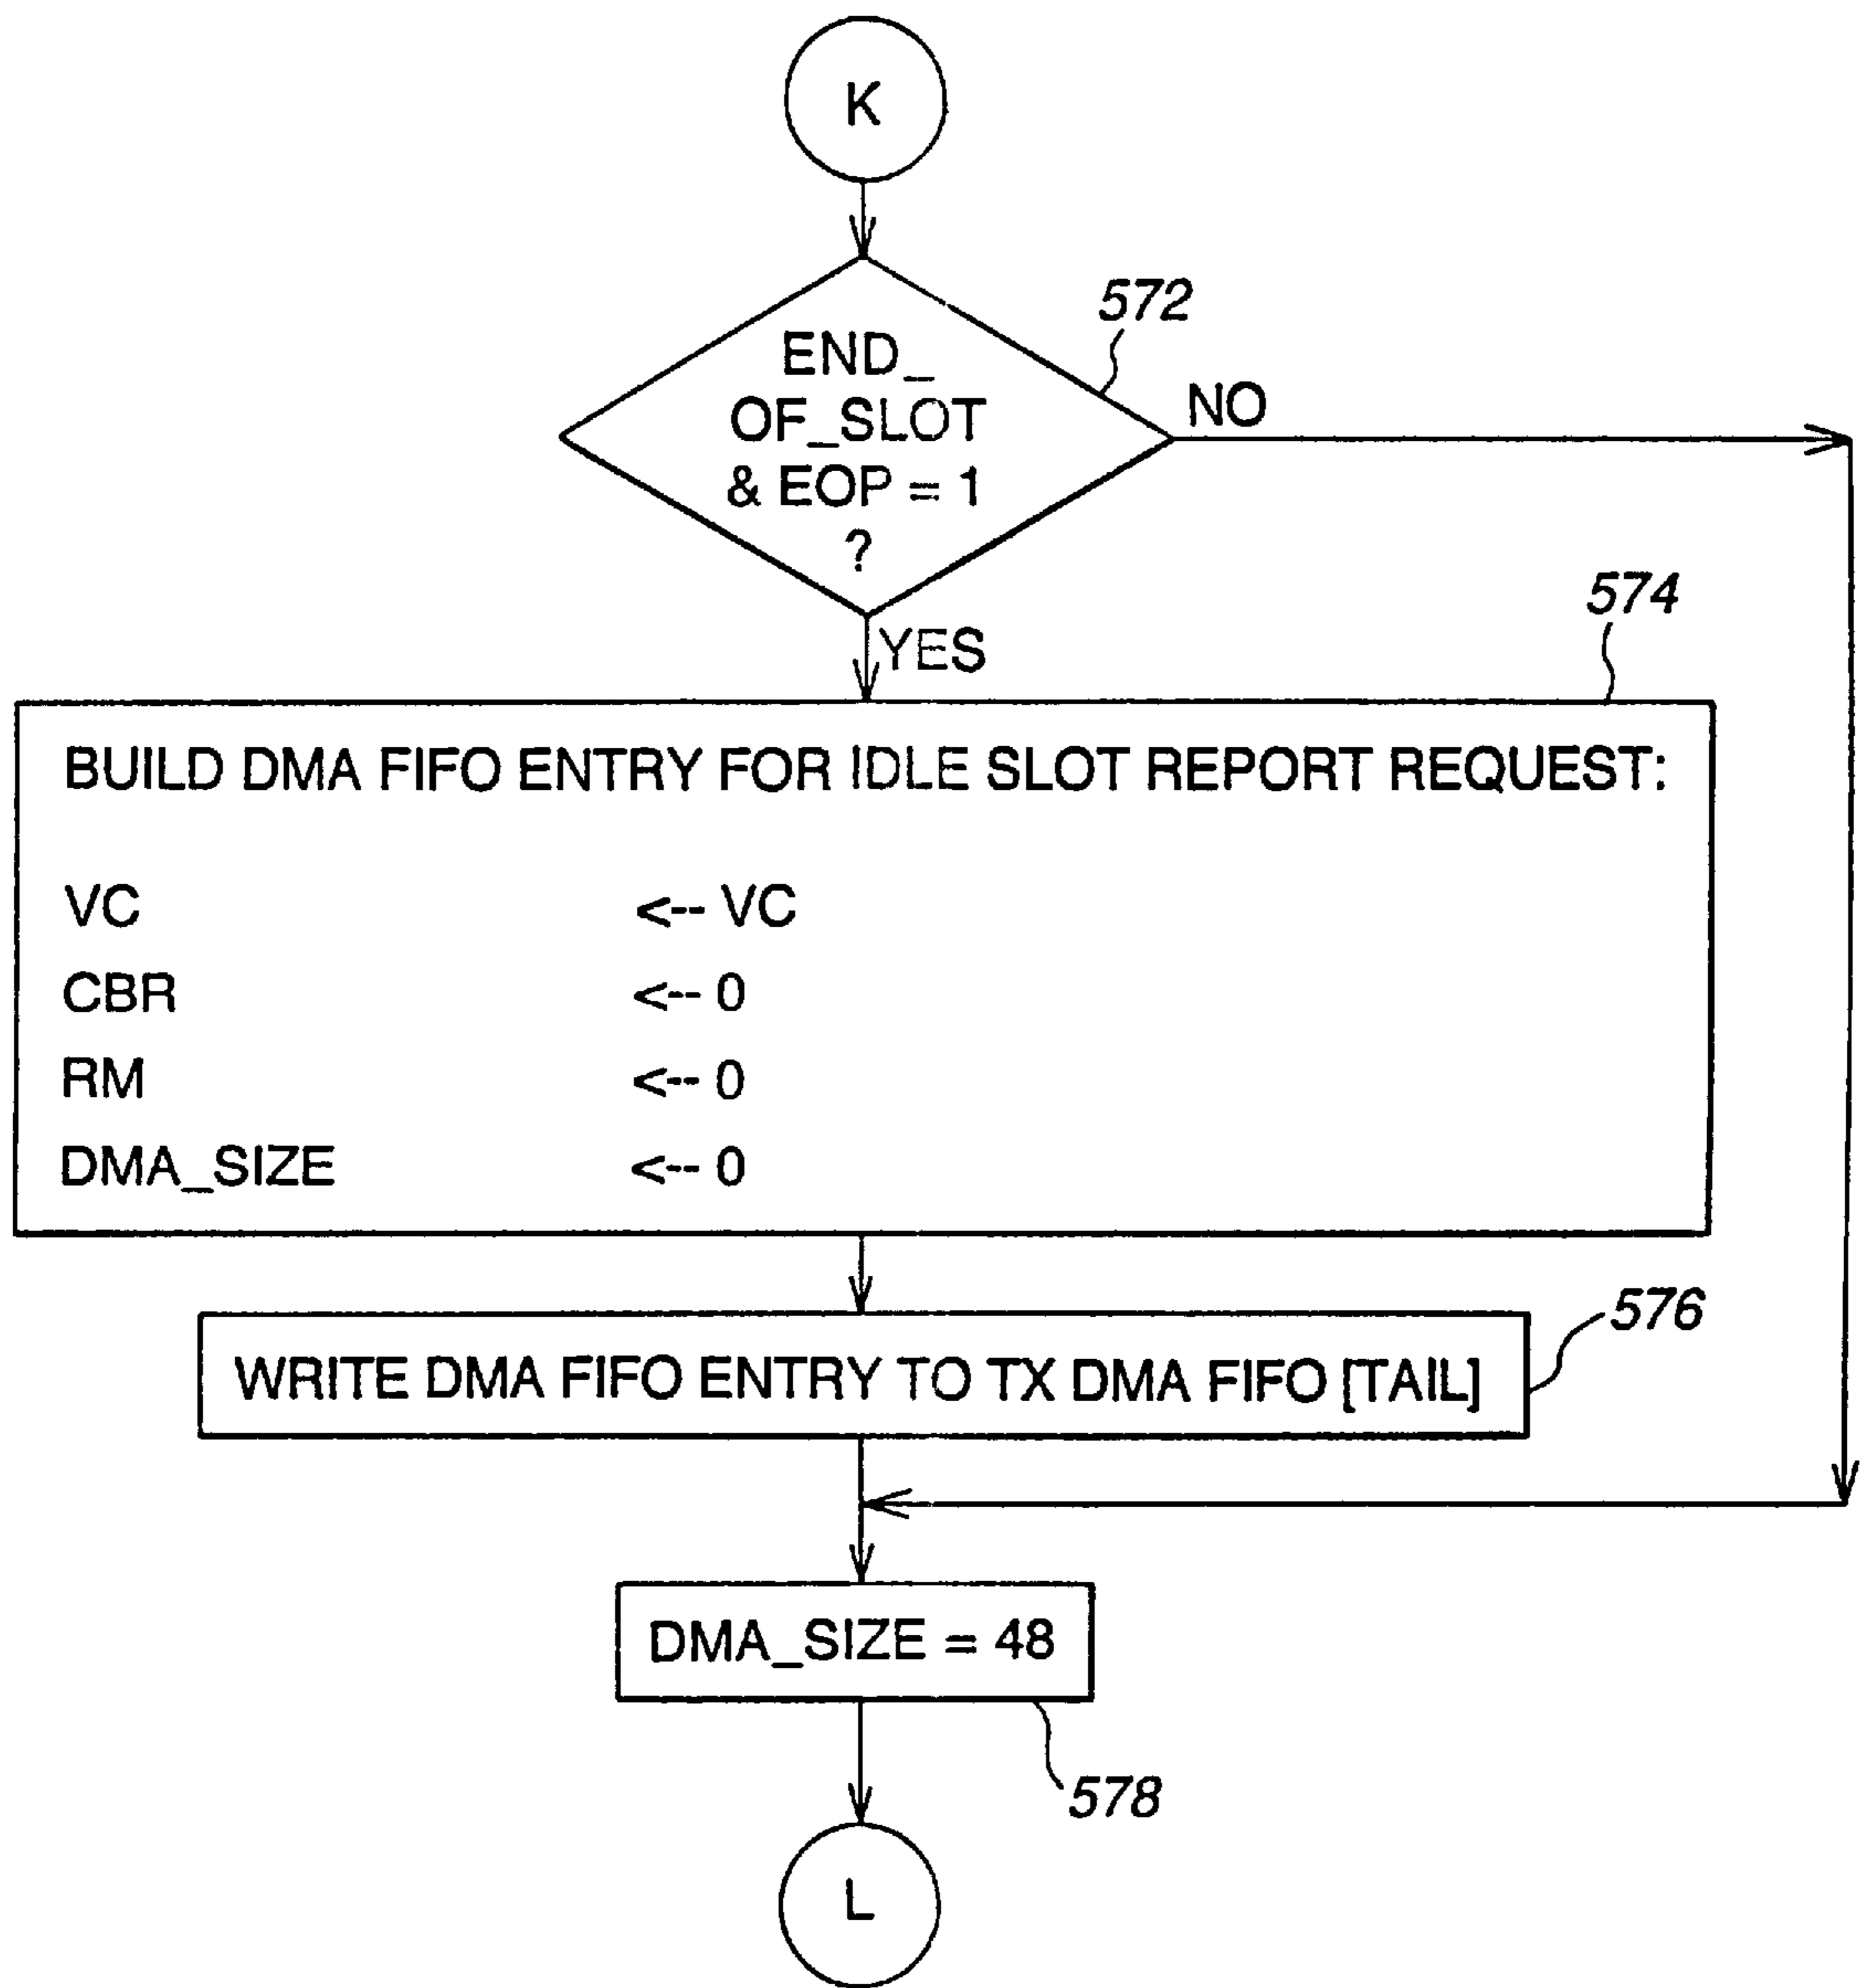 K
572
END_
OF_SLOT
& EOP = 1
?
NO
YES
574
BUILD DMA FIFO ENTRY FOR IDLE SLOT REPORT REQUEST:
VC <-- VC
CBR <-- 0
RM <-- 0
DMA_SIZE <-- 0
576
WRITE DMA FIFO ENTRY TO TX DMA FIFO [TAIL]
DMA_SIZE = 48
578
L